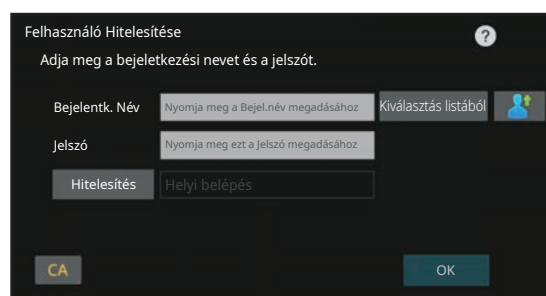 Felhasználó Hitelesítése
?
Adja meg a bejeletkezési nevet és a jelszót.
Bejelentk. Név Nyomja meg a Bejel.név megadásához Kiválasztás listából
Jelszó Nyomja meg ezt a Jelszó megadásához
Hitelesítés Helyi belépés
CA OK